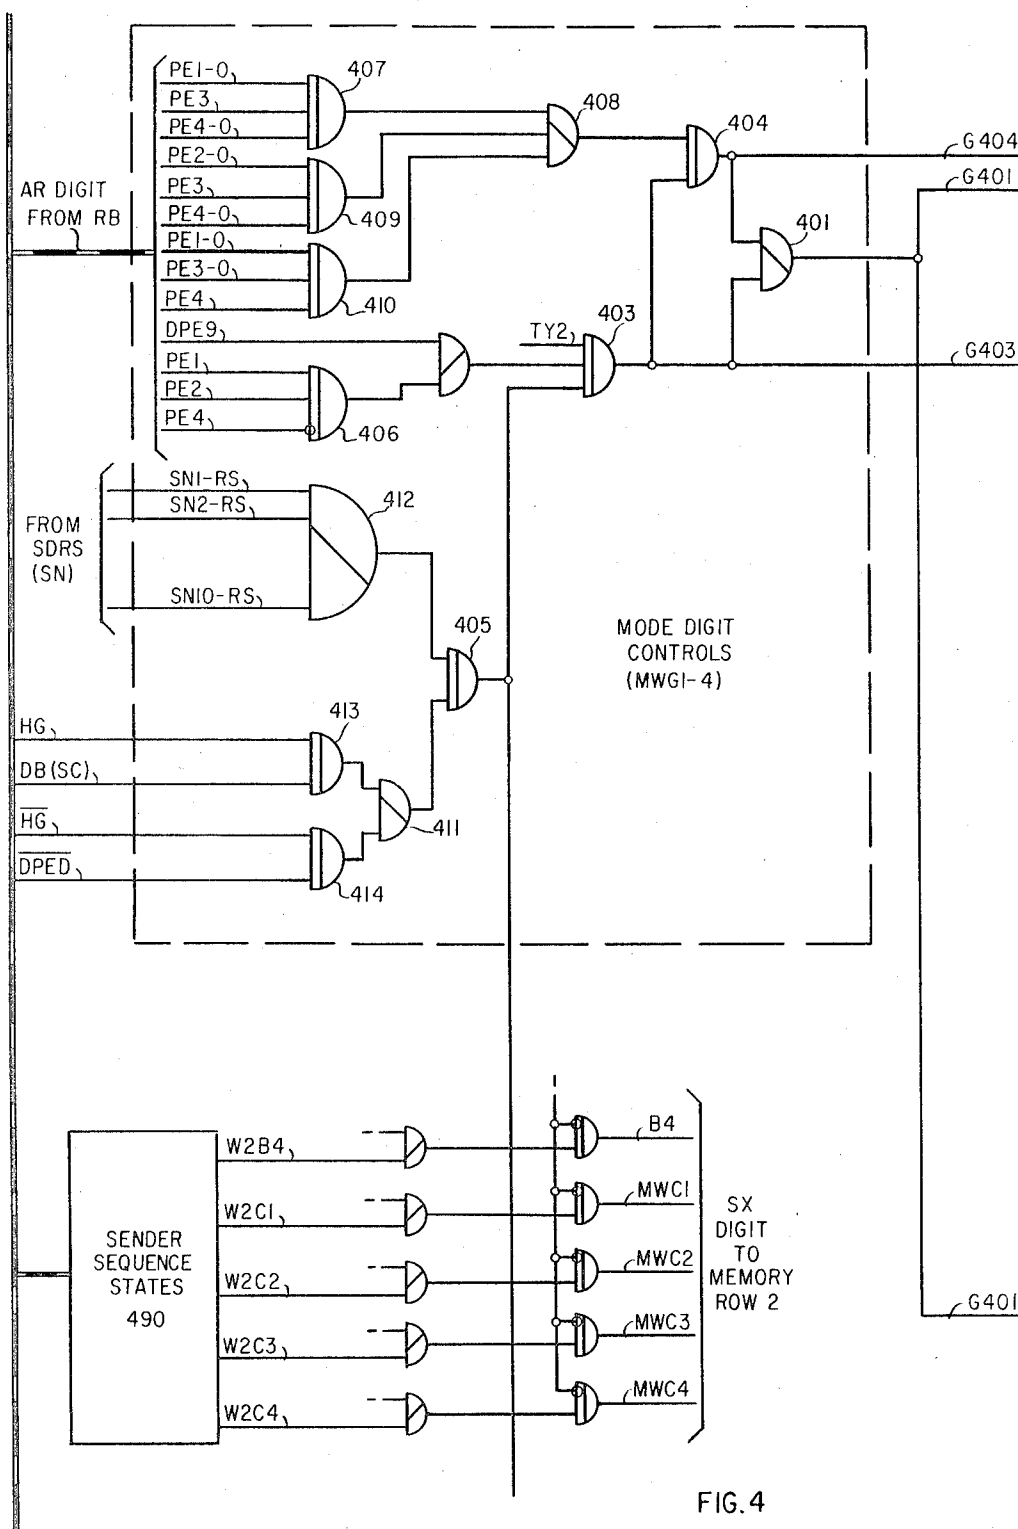 PE1-0
PE3
PE4-0
PE2-0
PE3
PE4-0
PE1-0
PE3-0
PE4
DPE9
PE1
PE2
PE4
407
409
410
406
408
404
401
403
TY2
G404
G401
G403
AR DIGIT
FROM RB
SN1-RS
SN2-RS
SN10-RS
412
FROM
SDRS
(SN)
405
MODE DIGIT
CONTROLS
(MWG1-4)
HG
DB(SC)
H̅G̅
D̅P̅E̅D̅
413
411
414
SENDER
SEQUENCE
STATES
490
W2B4
W2C1
W2C2
W2C3
W2C4
B4
MWC1
MWC2
MWC3
MWC4
SX
DIGIT
TO
MEMORY
ROW 2
G401
FIG.4